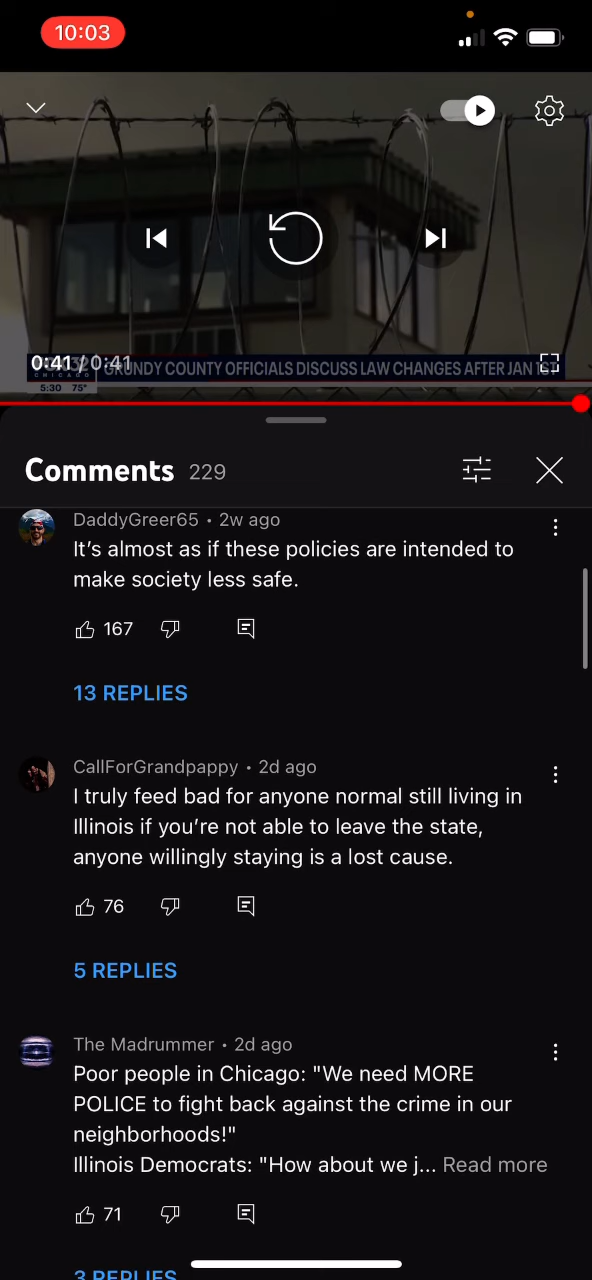 10:03
0:41 / 0:41
CHICAGO
GRUNDY COUNTY OFFICIALS DISCUSS LAW CHANGES AFTER JAN 1ST
5:30 75°
Comments 229
DaddyGreer65 • 2w ago
It’s almost as if these policies are intended to
make society less safe.
167
13 REPLIES
CallForGrandpappy • 2d ago
I truly feed bad for anyone normal still living in
Illinois if you’re not able to leave the state,
anyone willingly staying is a lost cause.
76
5 REPLIES
The Madrummer • 2d ago
Poor people in Chicago: "We need MORE
POLICE to fight back against the crime in our
neighborhoods!"
Illinois Democrats: "How about we j... Read more
71
3 REPLIES